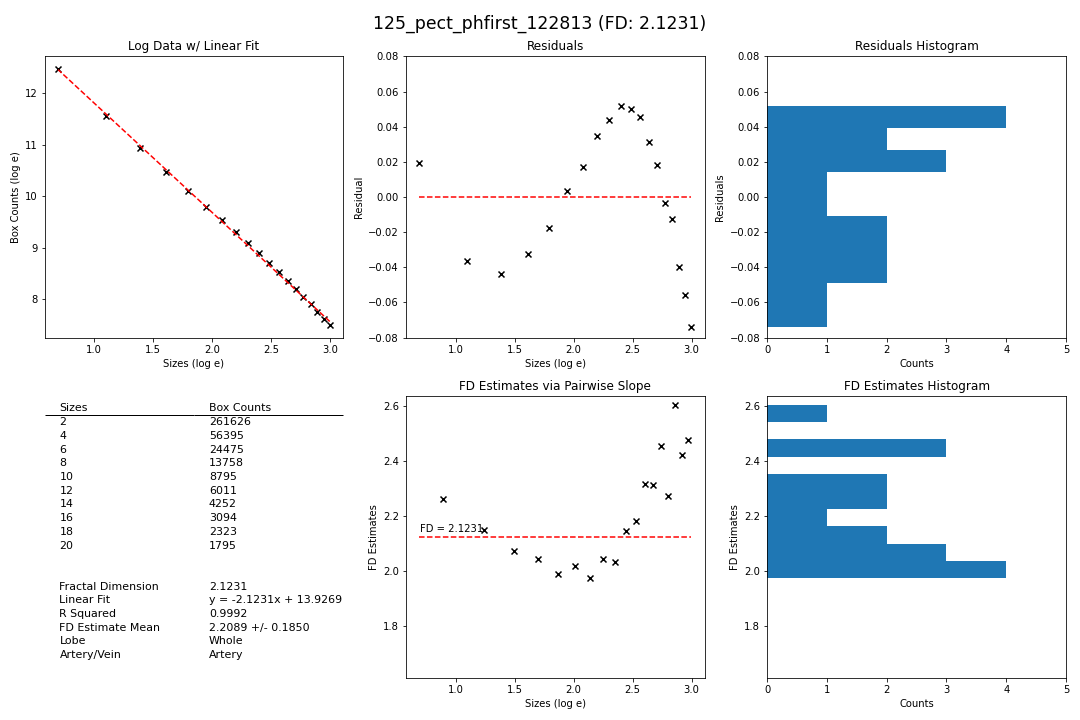 125_pect_phfirst_122813 (FD: 2.1231)
Log Data w/ Linear Fit
Box Counts (log e)
12
11
10
9
8
1.0 1.5 2.0 2.5 3.0
Sizes (log e)
Residuals
Residual
0.08
0.06
0.04
0.02
0.00
−0.02
−0.04
−0.06
−0.08
1.0 1.5 2.0 2.5 3.0
Sizes (log e)
Residuals Histogram
Residuals
0.08
0.06
0.04
0.02
0.00
−0.02
−0.04
−0.06
−0.08
0 1 2 3 4 5
Counts
Sizes Box Counts
2 261626
4 56395
6 24475
8 13758
10 8795
12 6011
14 4252
16 3094
18 2323
20 1795
Fractal Dimension 2.1231
Linear Fit y = -2.1231x + 13.9269
R Squared 0.9992
FD Estimate Mean 2.2089 +/- 0.1850
Lobe Whole
Artery/Vein Artery
FD Estimates via Pairwise Slope
FD Estimates
2.6
2.4
2.2
2.0
1.8
FD = 2.1231
1.0 1.5 2.0 2.5 3.0
Sizes (log e)
FD Estimates Histogram
FD Estimates
2.6
2.4
2.2
2.0
1.8
0 1 2 3 4 5
Counts